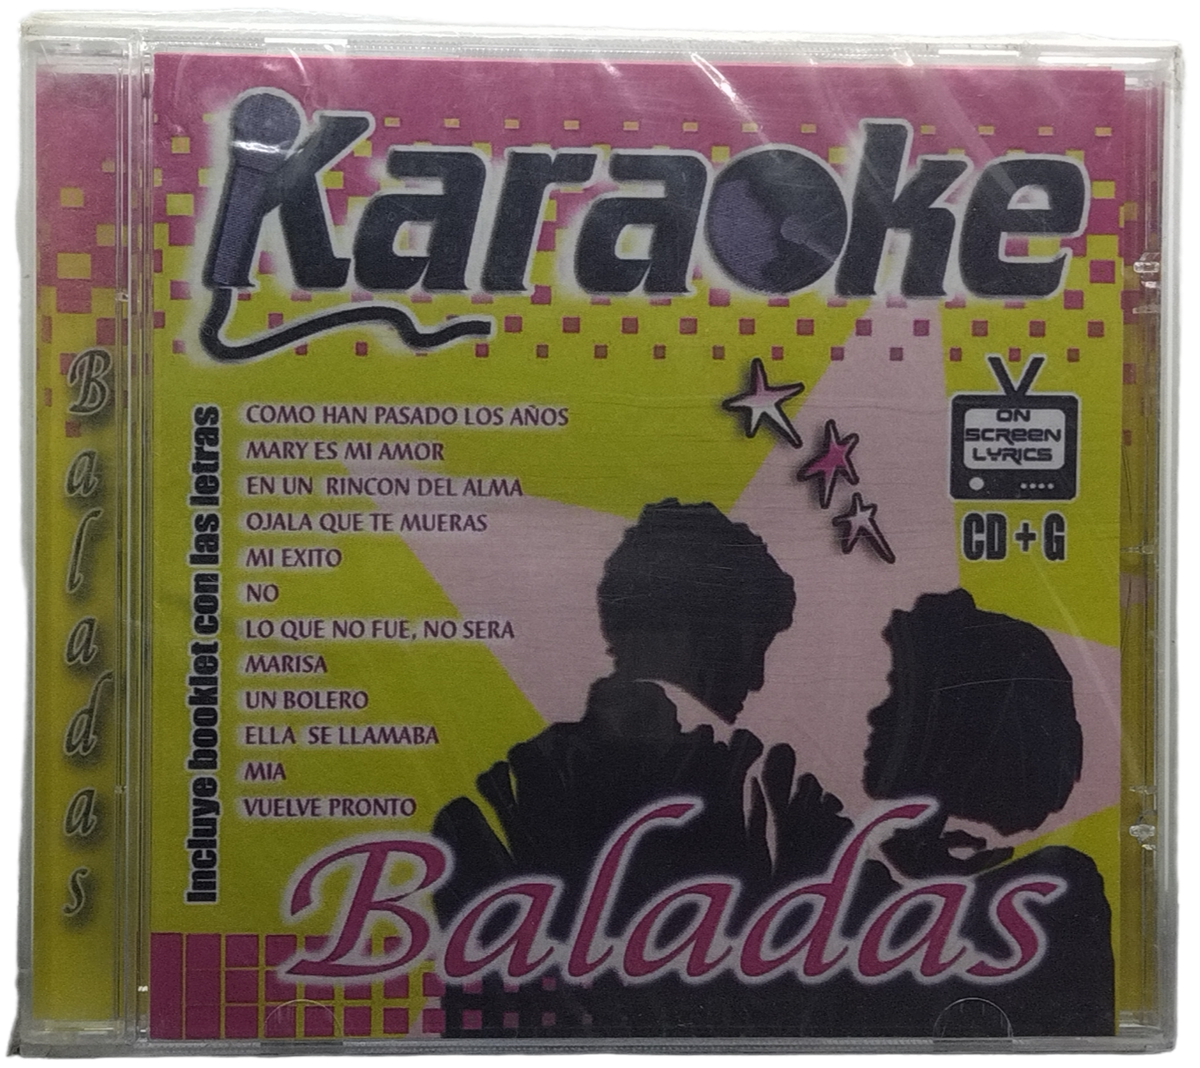 Karaoke
Baladas
Incluye booklet con las letras
COMO HAN PASADO LOS AÑOS
MARY ES MI AMOR
EN UN RINCON DEL ALMA
OJALA QUE TE MUERAS
MI EXITO
NO
LO QUE NO FUE, NO SERA
MARISA
UN BOLERO
ELLA SE LLAMABA
MIA
VUELVE PRONTO
ON
SCREEN
LYRICS
CD + G
Baladas